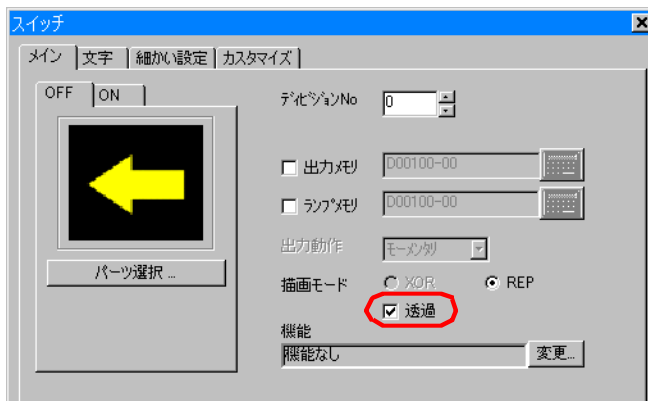 スイッチ
メイン 文字 細かい設定 カスタマイズ
OFF ON
ディビジョンNo 0
出力メモリ D00100-00
ランプメモリ D00100-00
出力動作 モーメンタリ
パーツ選択 ...
描画モード XOR REP
透過
機能
機能なし 変更...